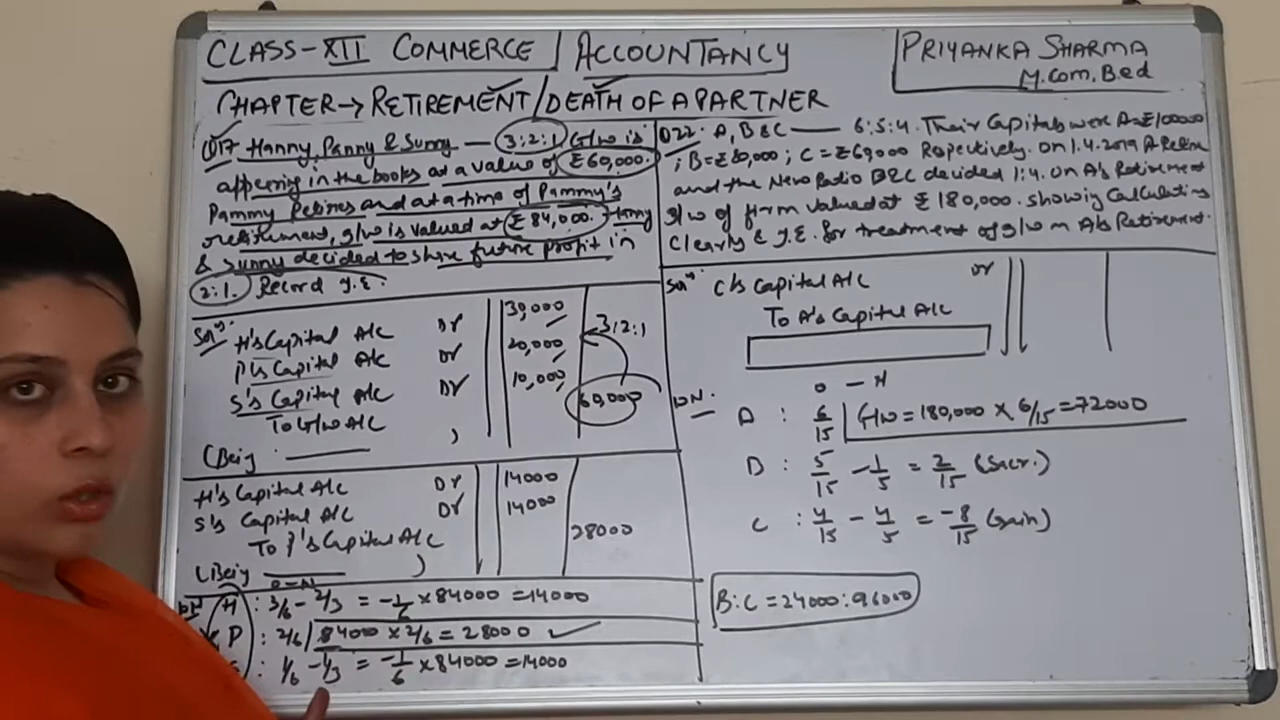 CLASS-XII COMMERCE / ACCOUNTANCY
PRIYANKA SHARMA
M.Com. B.ed
CHAPTER → RETIREMENT / DEATH OF A PARTNER
Q17 Hanny, Pammy & Sunny — 3:2:1. G/w is
appearing in the books at a value of ₹60,000.
Pammy Retires and at a time of Pammy's
retirement, g/w is valued at ₹ 84,000. Hanny
& Sunny decided to share future profit in
2:1. Record J.E.
Soln:
H's Capital A/c Dr 30,000
P's Capital A/c Dr 20,000
S's Capital A/c Dr 10,000
To G/w A/c 60,000
3:2:1
(Being ———— )
H's Capital A/c Dr 14000
S's Capital A/c Dr 14000
To P's Capital A/c 28000
(Being ———— )
O-N
H : 3/6 - 2/3 = -1/6 × 84000 = 14000
P : 2/6 | 84000 × 2/6 = 28000
: 1/6 - 1/3 = -1/6 × 84000 = 14000
Q22. A, B & C —— 6:5:4. Their Capitals were A=₹100000
; B=₹80,000; C=₹60,000 Respectively. On 1.4.2019 A Retire
and the New Ratio B&C decided 1:4. On A's Retirement
g/w of firm valued at ₹180,000. showing Calculating
Clearly & J.E. for treatment of g/w on A's Retirement.
Soln: C's Capital A/c Dr
To A's Capital A/c
O — N
WN.
A : 6/15 | G/w = 180,000 × 6/15 = 72000
B : 5/15 - 1/5 = 2/15 (Sacr.)
C : 4/15 - 4/5 = -8/15 (gain)
B:C = 24000:96000